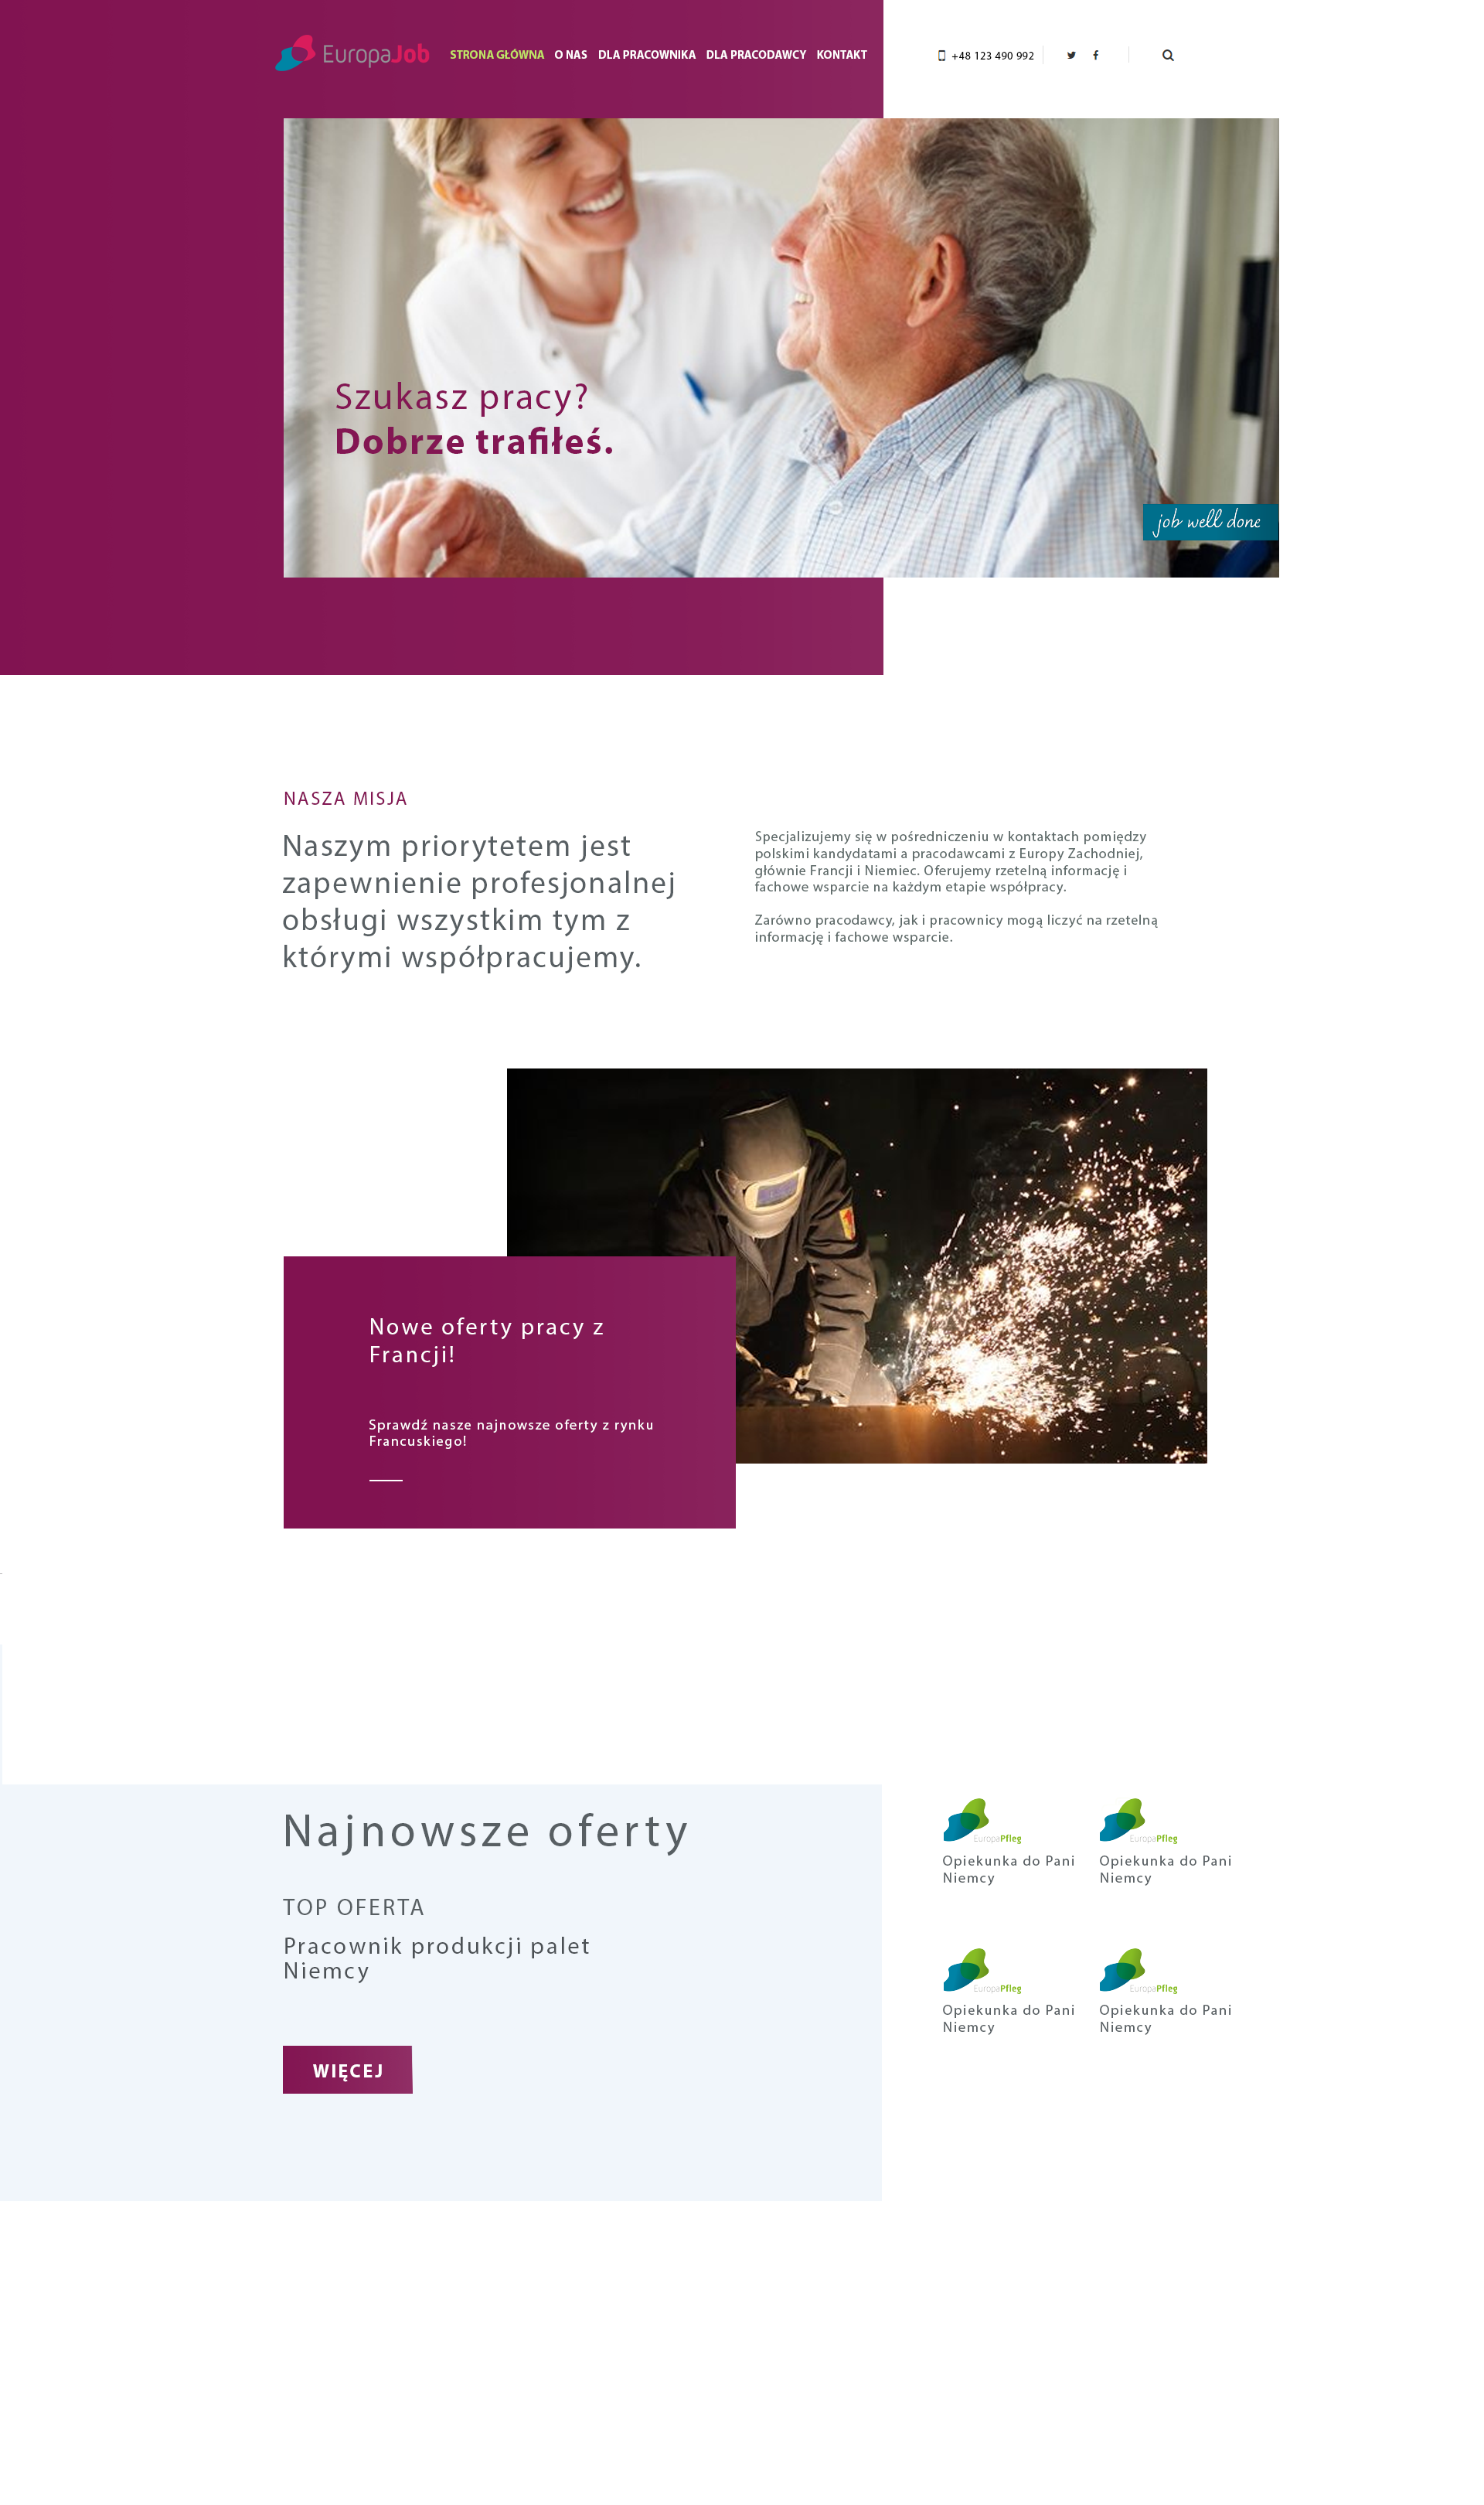 EuropaJob
STRONA GŁÓWNA O NAS DLA PRACOWNIKA DLA PRACODAWCY KONTAKT
+48 123 490 992
Szukasz pracy?
Dobrze trafiłeś.
job well done
NASZA MISJA
Naszym priorytetem jest
zapewnienie profesjonalnej
obsługi wszystkim tym z
którymi współpracujemy.
Specjalizujemy się w pośredniczeniu w kontaktach pomiędzy
polskimi kandydatami a pracodawcami z Europy Zachodniej,
głównie Francji i Niemiec. Oferujemy rzetelną informację i
fachowe wsparcie na każdym etapie współpracy.
Zarówno pracodawcy, jak i pracownicy mogą liczyć na rzetelną
informację i fachowe wsparcie.
Nowe oferty pracy z
Francji!
Sprawdź nasze najnowsze oferty z rynku
Francuskiego!
Najnowsze oferty
TOP OFERTA
Pracownik produkcji palet
Niemcy
WIĘCEJ
EuropaPfleg
Opiekunka do Pani
Niemcy
EuropaPfleg
Opiekunka do Pani
Niemcy
EuropaPfleg
Opiekunka do Pani
Niemcy
EuropaPfleg
Opiekunka do Pani
Niemcy